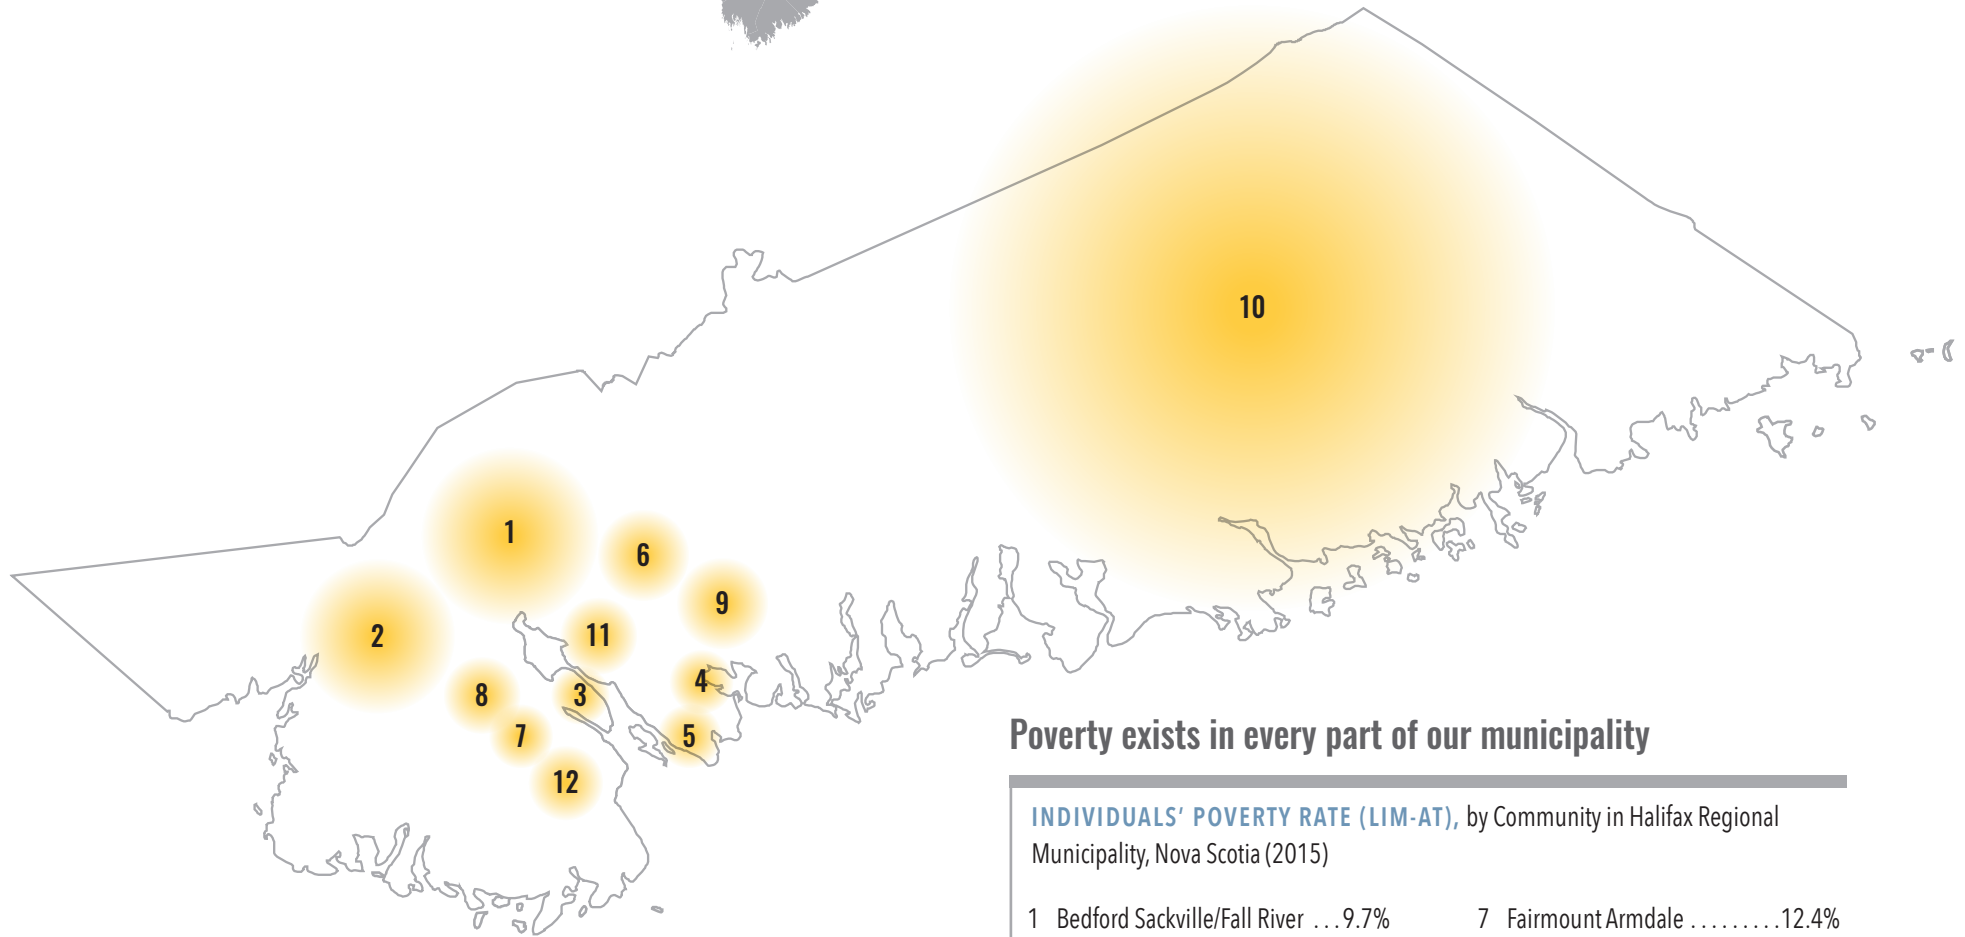 10
1
6
9
2
11
4
8
3
7
5
12
Poverty exists in every part of our municipality
INDIVIDUALS’ POVERTY RATE (LIM-AT), by Community in Halifax Regional
Municipality, Nova Scotia (2015)
1 Bedford Sackville/Fall River ...9.7%
7 Fairmount Armdale .........12.4%